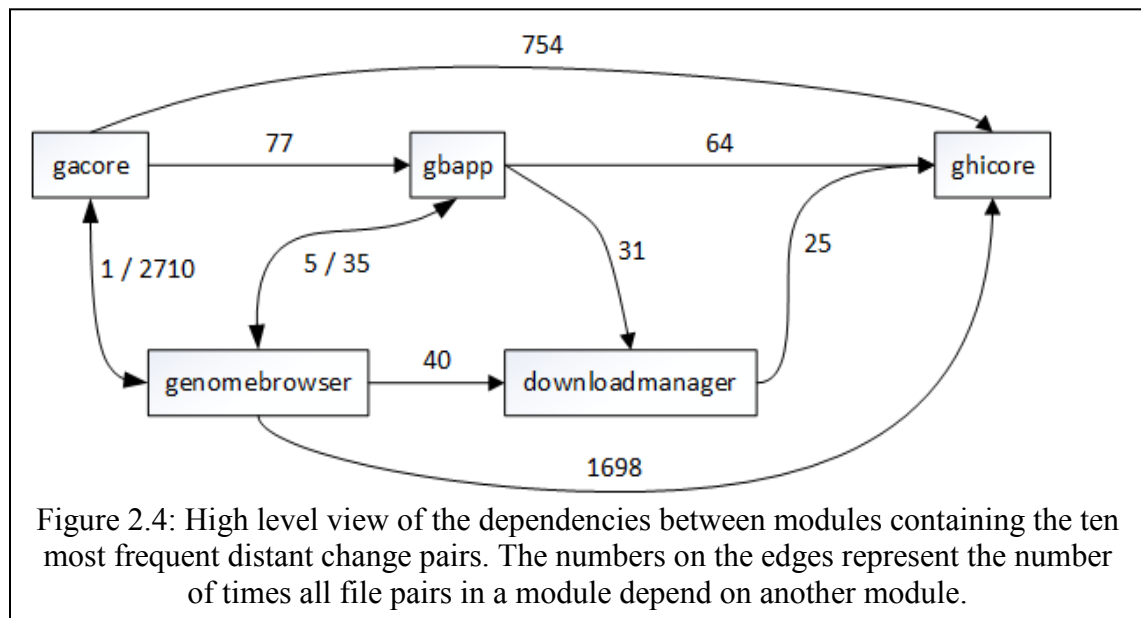 754
77
64
gacore
gbapp
ghicore
1 / 2710
5 / 35
31
25
genomebrowser
40
downloadmanager
1698
Figure 2.4: High level view of the dependencies between modules containing the ten
most frequent distant change pairs. The numbers on the edges represent the number
of times all file pairs in a module depend on another module.